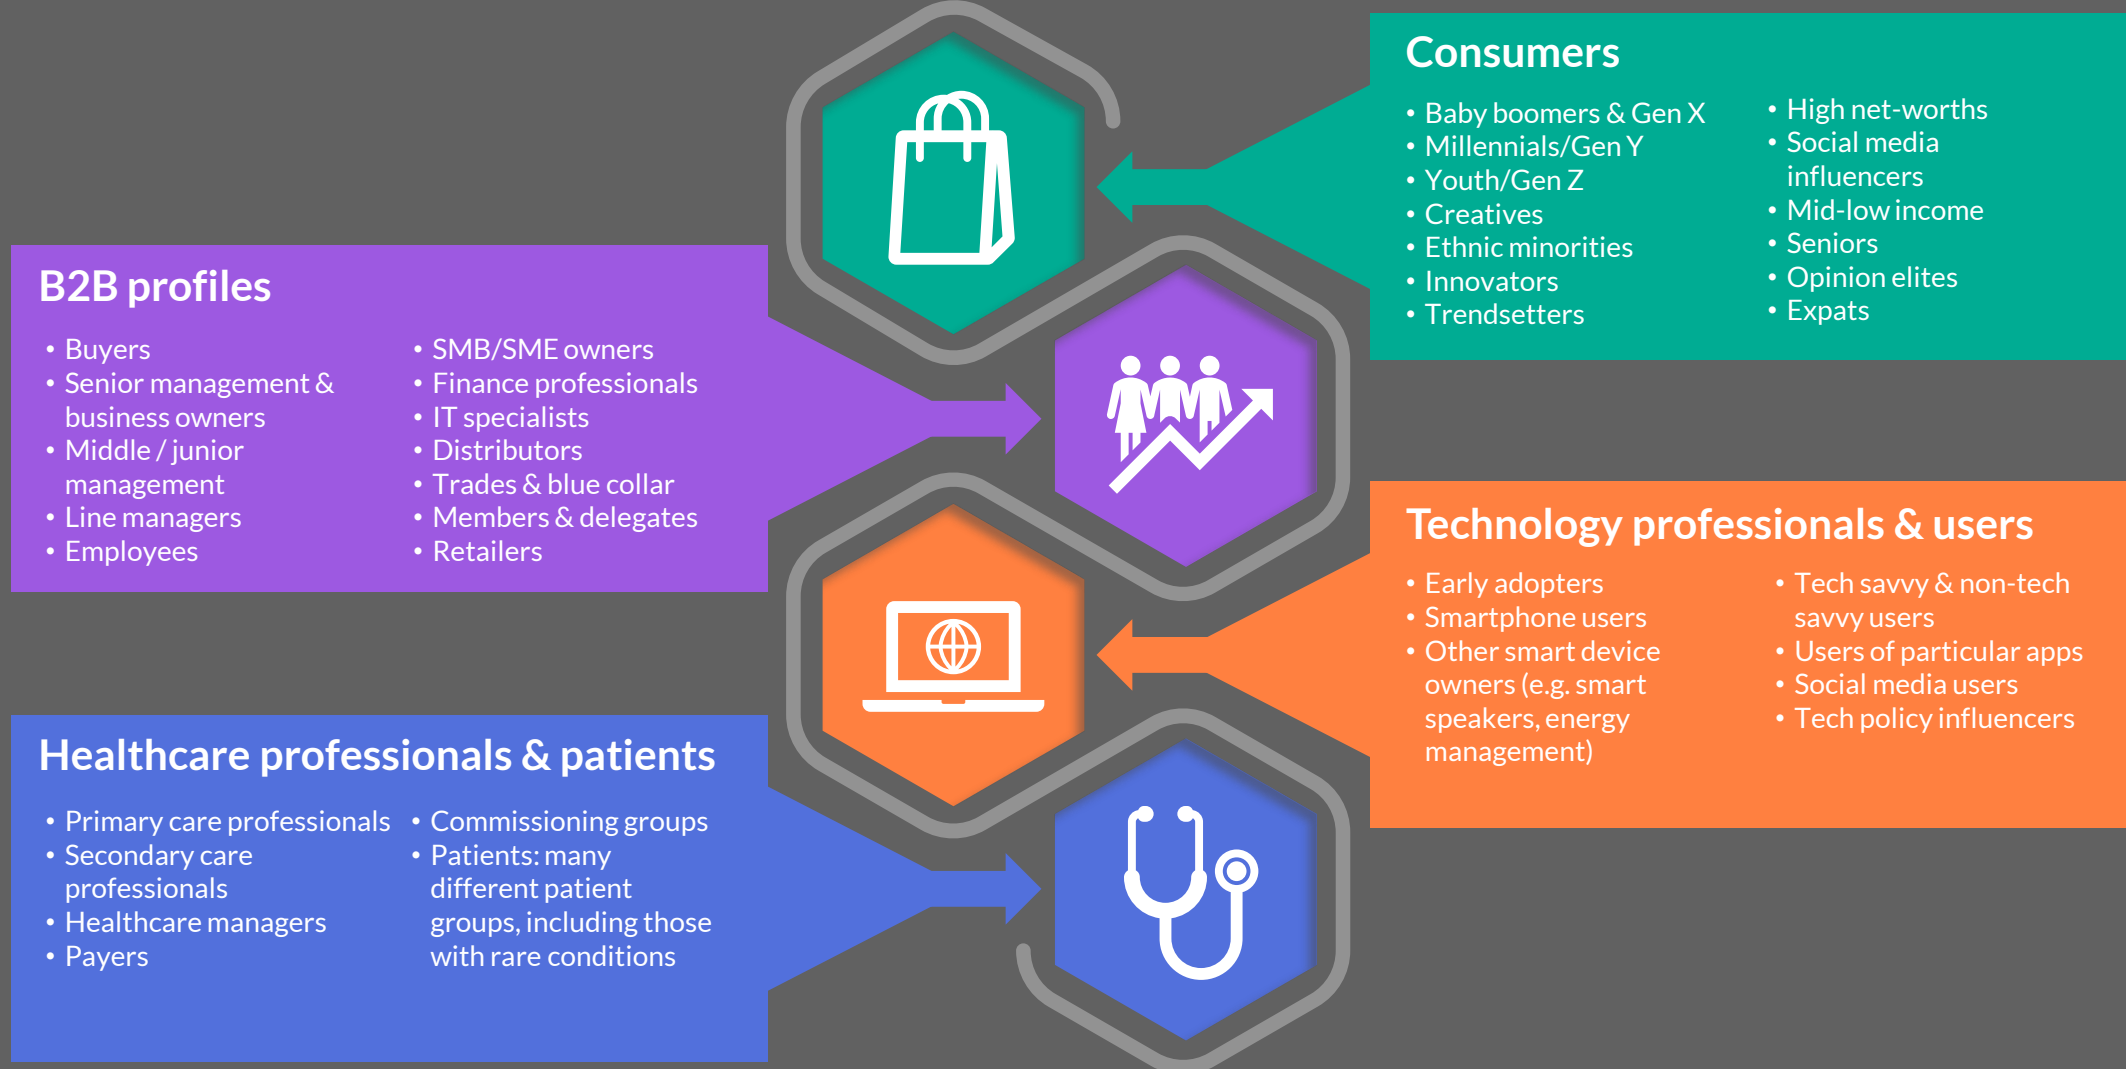 Consumers
• Baby boomers & Gen X
• Millennials/Gen Y
• Youth/Gen Z
• Creatives
• Ethnic minorities
• Innovators
• Trendsetters
• High net-worths
• Social media
influencers
• Mid-low income
• Seniors
• Opinion elites
• Expats
B2B profiles
• Buyers
• Senior management &
business owners
• Middle / junior
management
• Line managers
• Employees
• SMB/SME owners
• Finance professionals
• IT specialists
• Distributors
• Trades & blue collar
• Members & delegates
• Retailers
Technology professionals & users
• Early adopters
• Smartphone users
• Other smart device
owners (e.g. smart
speakers, energy
management)
• Tech savvy & non-tech
savvy users
• Users of particular apps
• Social media users
• Tech policy influencers
Healthcare professionals & patients
• Primary care professionals
• Secondary care
professionals
• Healthcare managers
• Payers
• Commissioning groups
• Patients: many
different patient
groups, including those
with rare conditions